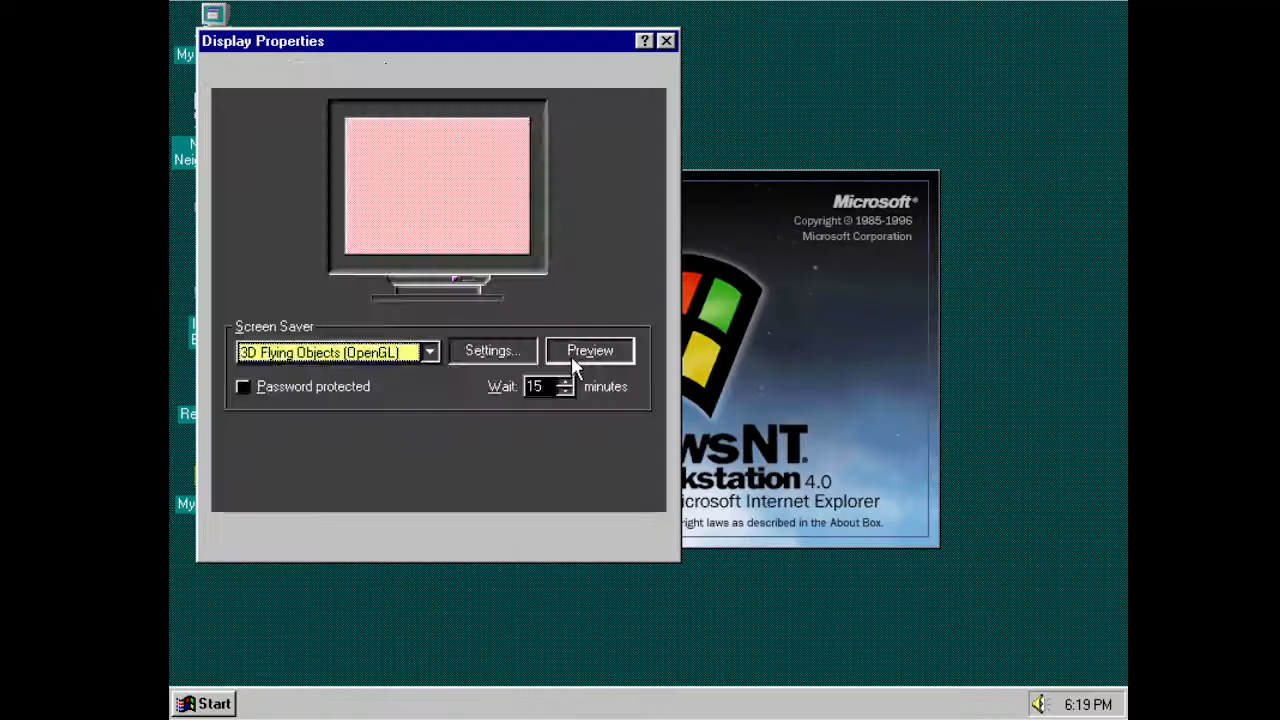 My
Display Properties
Nei
Screen Saver
3D Flying Objects (OpenGL)
Settings...
Preview
Password protected
Wait: 15 minutes
Re
My
Microsoft®
Copyright © 1985-1996
Microsoft Corporation
wsNT.
kstation 4.0
icrosoft Internet Explorer
right laws as described in the About Box.
Start
6:19 PM